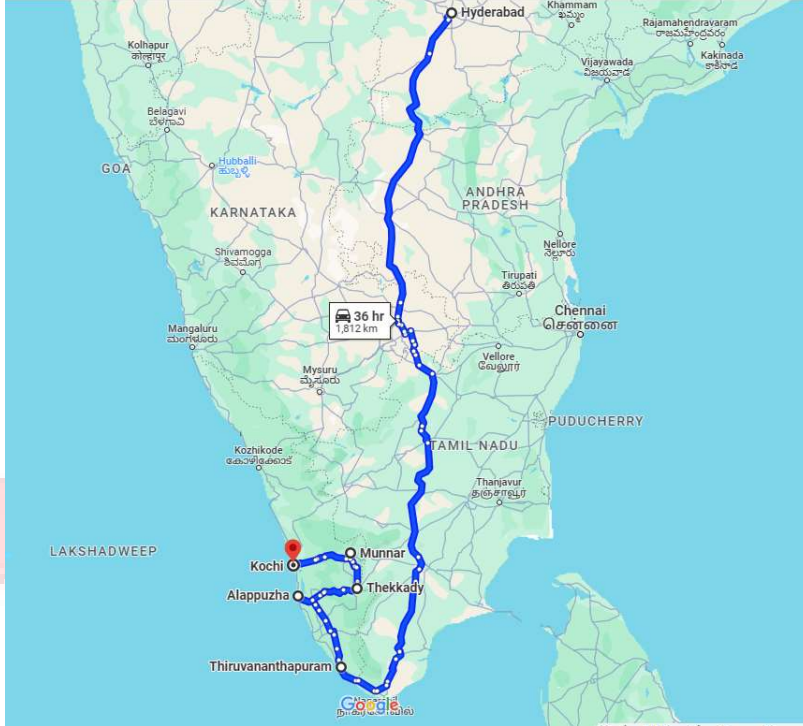 Hyderabad
Khammam
ఖమ్మం
Rajamahendravaram
రాజమహేంద్రవరం
Kakinada
కాకినాడ
Kolhapur
कोल्हापूर
Vijayawada
విజయవాడ
Belagavi
ಬೆಳಗಾವಿ
GOA
Hubballi
ಹುಬ್ಬಳ್ಳಿ
ANDHRA
PRADESH
KARNATAKA
Nellore
నెల్లూరు
Shivamogga
ಶಿವಮೊಗ್ಗ
Tirupati
తిరుపతి
36 hr
1,812 km
Chennai
சென்னை
Mangaluru
ಮಂಗಳೂರು
Vellore
வேலூர்
Mysuru
ಮೈಸೂರು
PUDUCHERRY
TAMIL NADU
Kozhikode
കോഴിക്കോട്
Thanjavur
தஞ்சாவூர்
LAKSHADWEEP
Munnar
Kochi
Thekkady
Alappuzha
Thiruvananthapuram
Google
நாகர்கோவில்